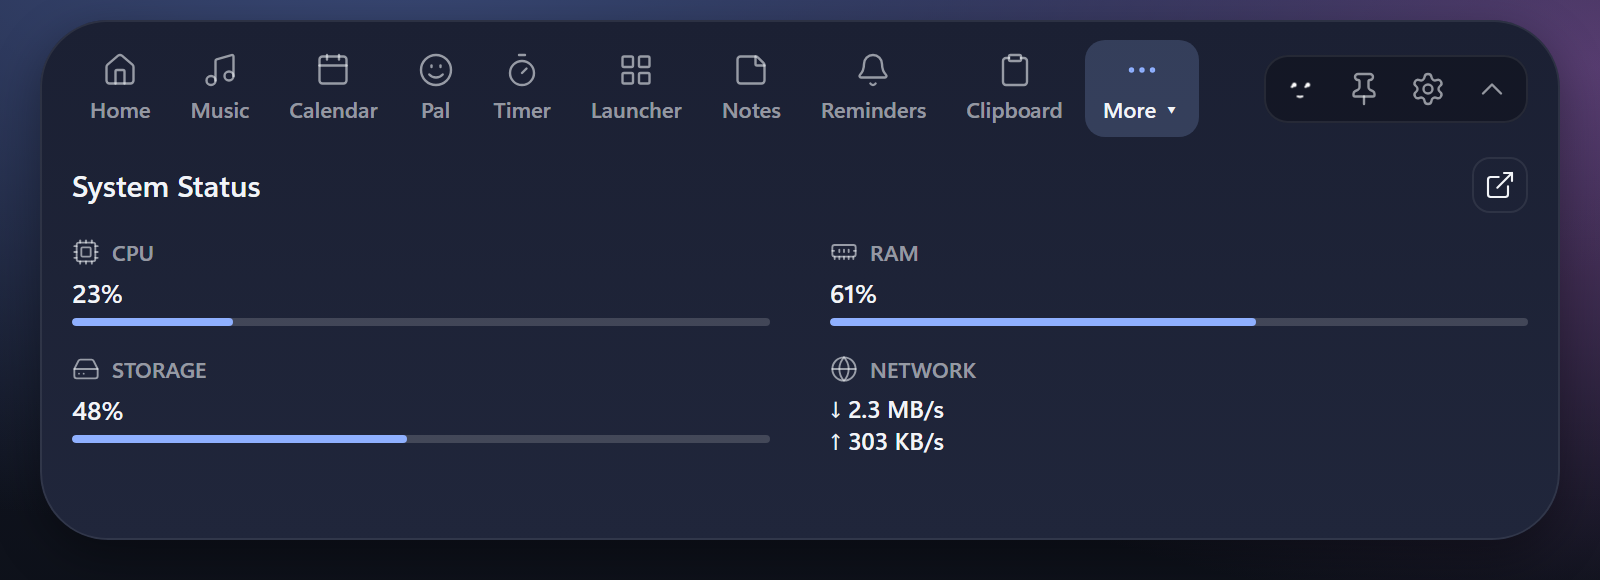 Home Music Calendar Pal Timer Launcher Notes Reminders Clipboard More ▼
System Status
CPU
23%
RAM
61%
STORAGE
48%
NETWORK
↓ 2.3 MB/s
↑ 303 KB/s